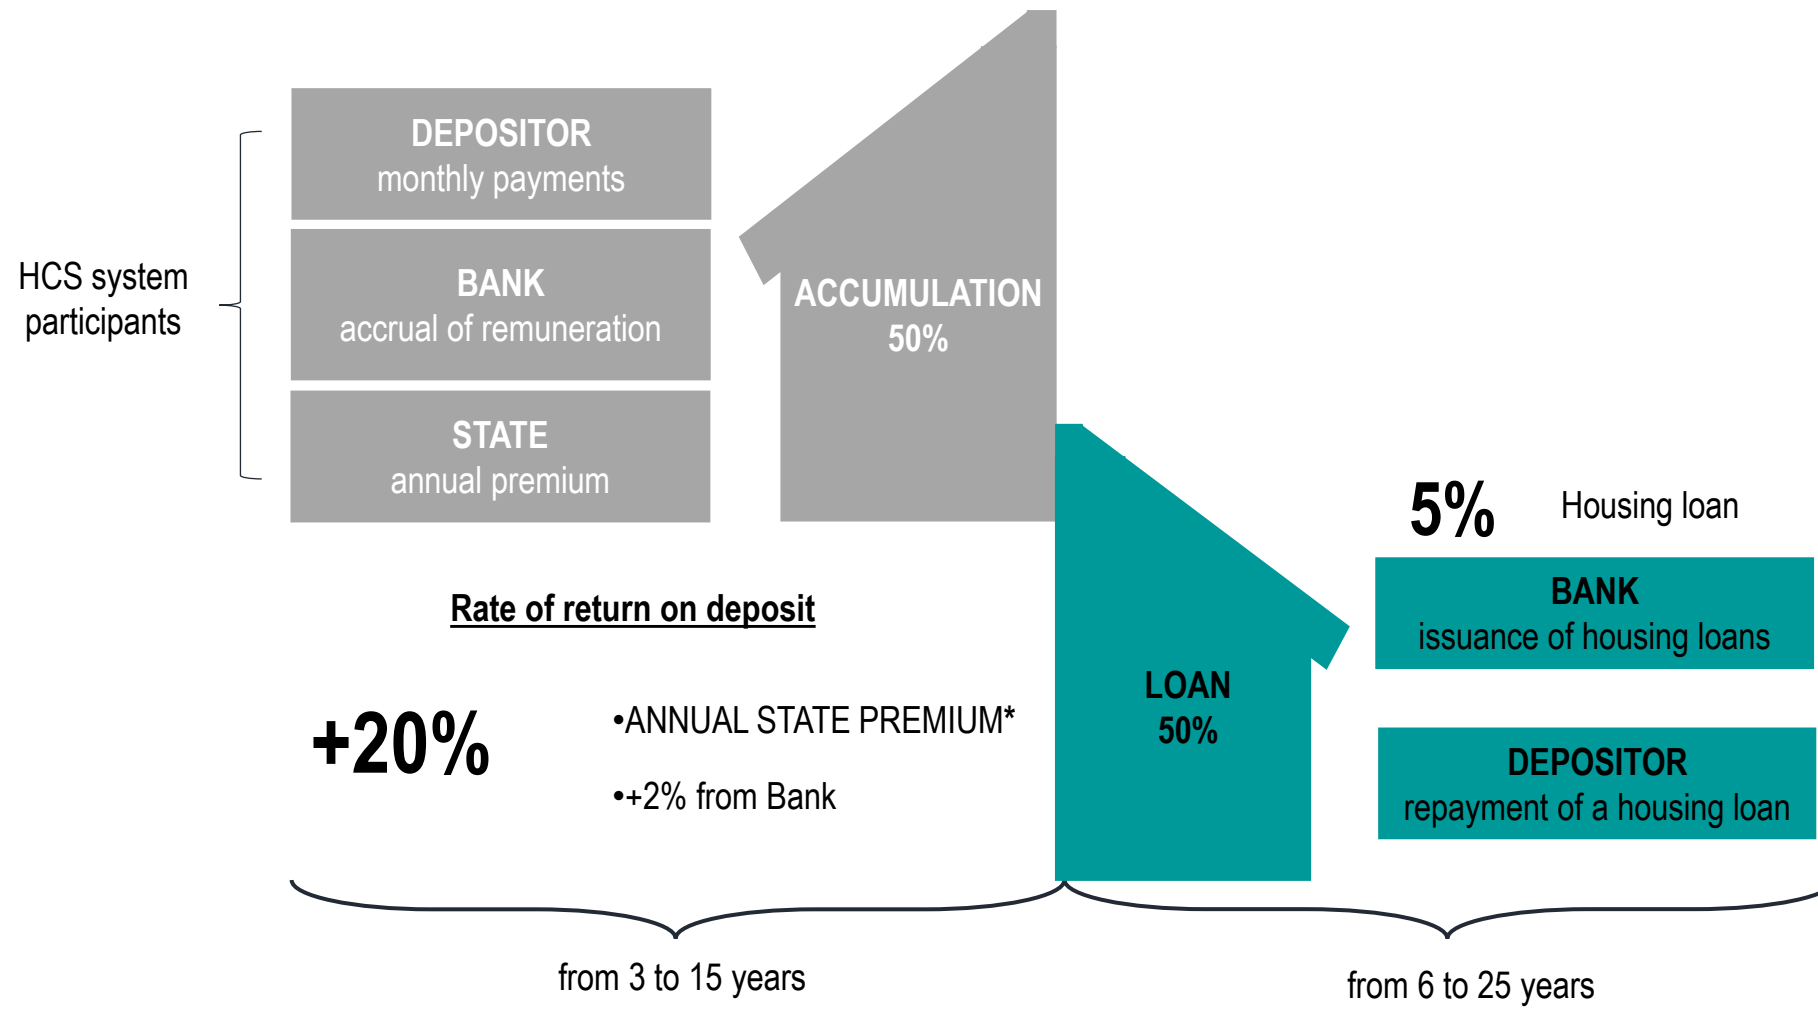 HCS system
participants
DEPOSITOR
monthly payments
BANK
accrual of remuneration
STATE
annual premium
ACCUMULATION
50%
Rate of return on deposit
+20%
•ANNUAL STATE PREMIUM*
•+2% from Bank
LOAN
50%
5%
Housing loan
BANK
issuance of housing loans
DEPOSITOR
repayment of a housing loan
from 3 to 15 years
from 6 to 25 years